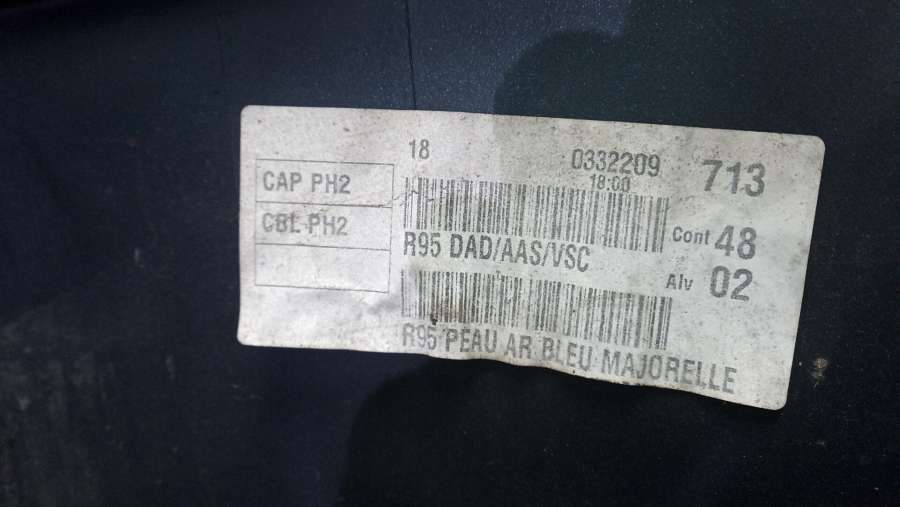 18 0332209 713
18:00
CAP PH2
CBL PH2
Cont 48
R95 DAD/AAS/VSC
Alv 02
R95 PEAU AR BLEU MAJORELLE